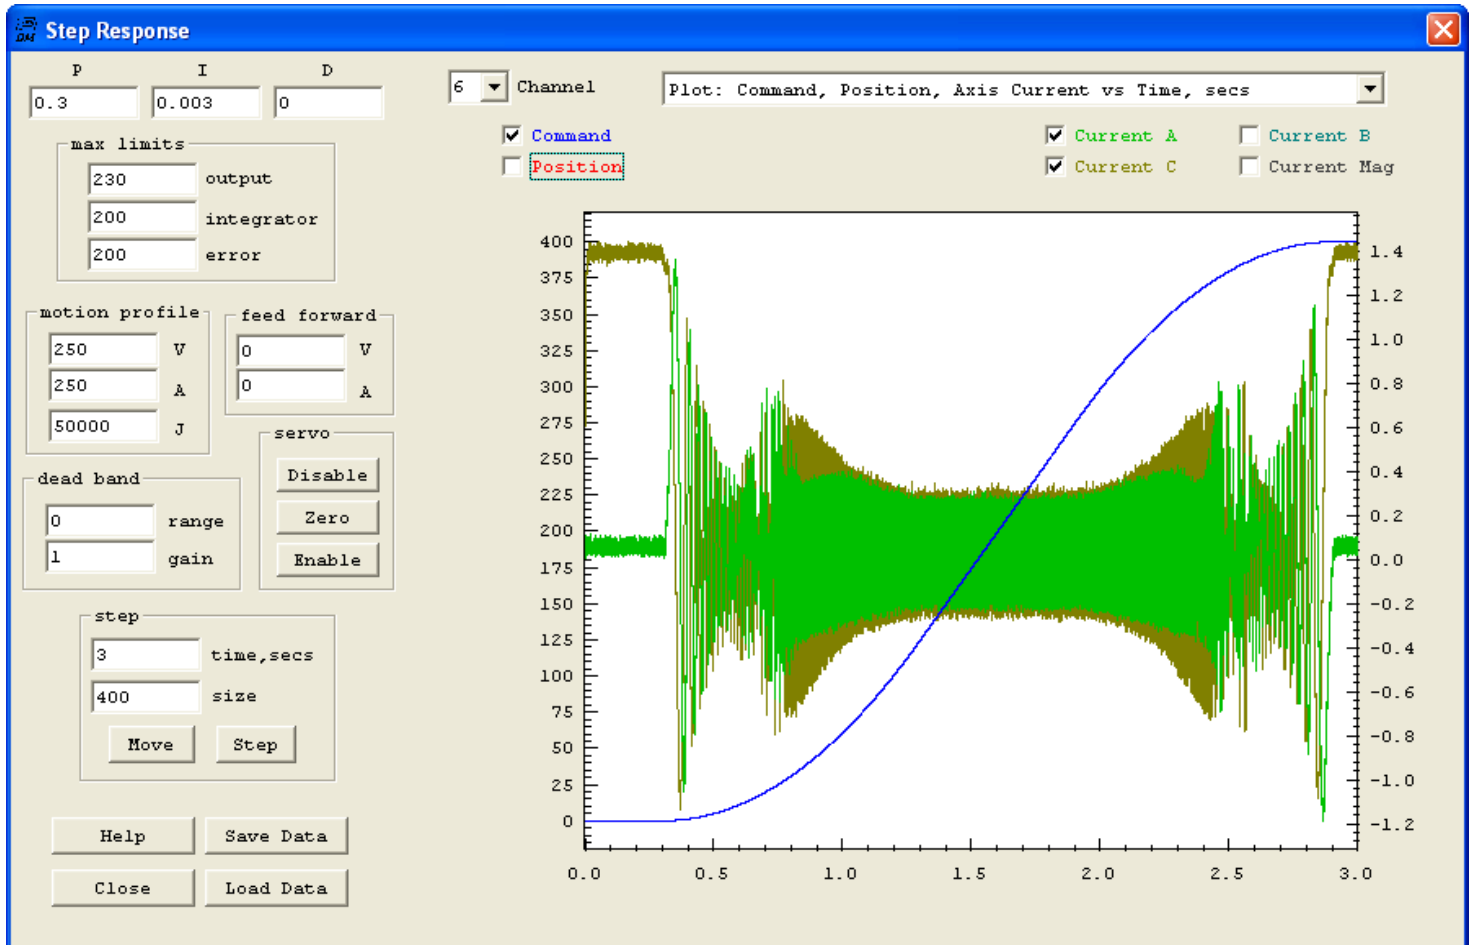 Step Response
P I D
0.3 0.003 0
6 Channel
Plot: Command, Position, Axis Current vs Time, secs
Command
Position
Current A Current B
Current C Current Mag
max limits
230 output
200 integrator
200 error
motion profile
250 V
250 A
50000 J
feed forward
0 V
0 A
servo
Disable
Zero
Enable
dead band
0 range
1 gain
step
3 time,secs
400 size
Move Step
Help Save Data
Close Load Data
400
375
350
325
300
275
250
225
200
175
150
125
100
75
50
25
0
1.4
1.2
1.0
0.8
0.6
0.4
0.2
0.0
-0.2
-0.4
-0.6
-0.8
-1.0
-1.2
0.0 0.5 1.0 1.5 2.0 2.5 3.0